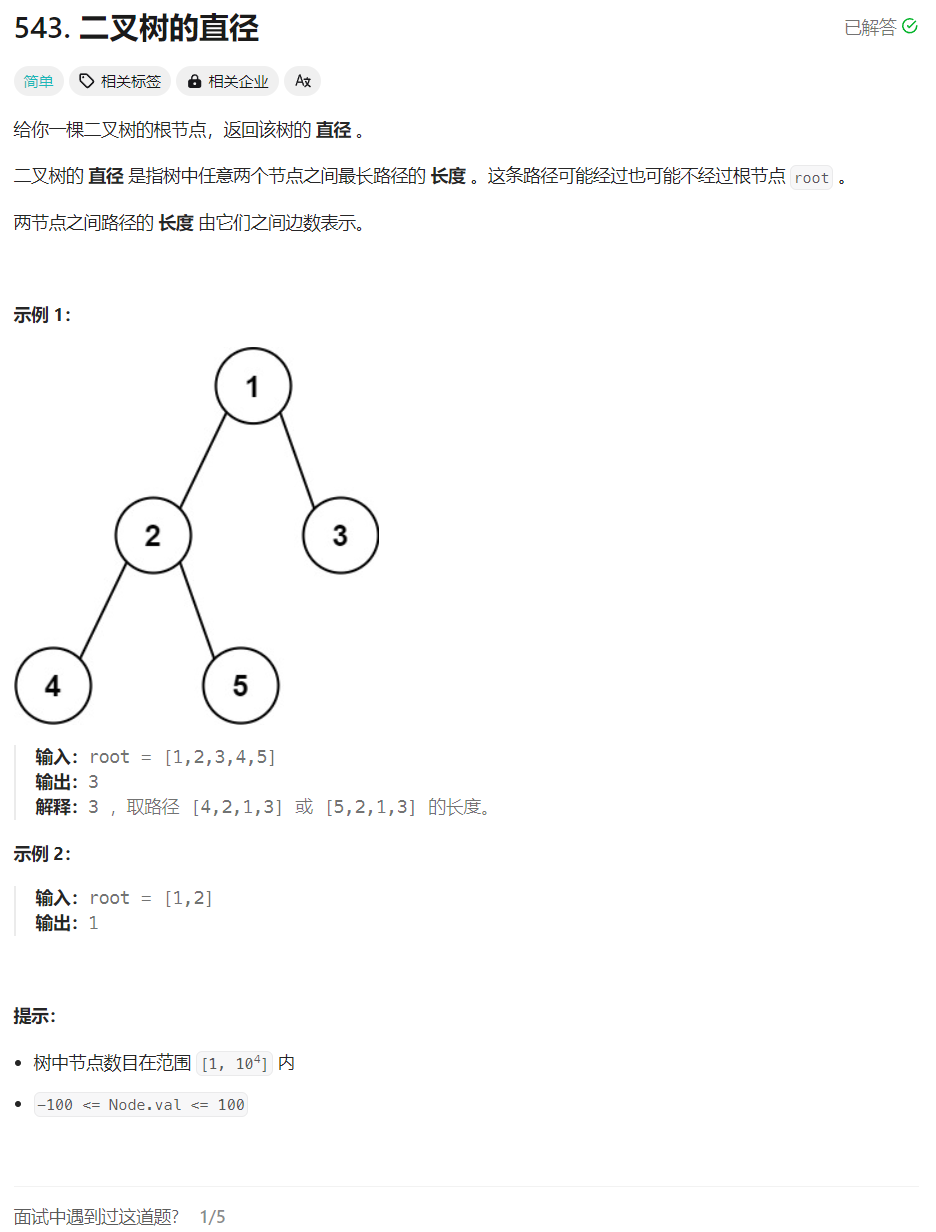 543. 二叉树的直径
已解答
简单
相关标签
相关企业
给你一棵二叉树的根节点，返回该树的 直径 。
二叉树的 直径 是指树中任意两个节点之间最长路径的 长度 。这条路径可能经过也可能不经过根节点 root 。
两节点之间路径的 长度 由它们之间边数表示。
示例 1：
1
2
3
4
5
输入：root = [1,2,3,4,5]
输出：3
解释：3 ，取路径 [4,2,1,3] 或 [5,2,1,3] 的长度。
示例 2：
输入：root = [1,2]
输出：1
提示：
• 树中节点数目在范围 [1, 10⁴] 内
• -100 <= Node.val <= 100
面试中遇到过这道题?
1/5